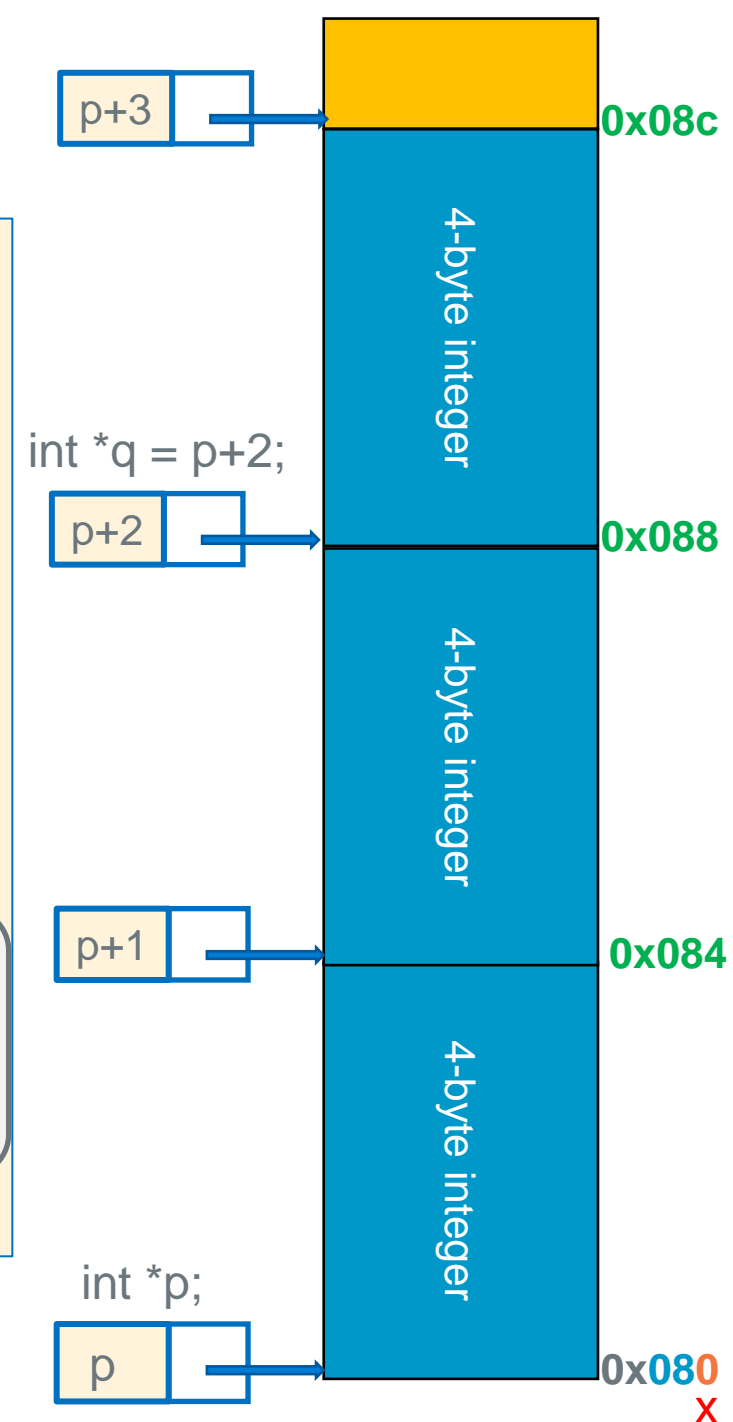 p+3
0x08c
4-byte integer
int *q = p+2;
p+2
0x088
4-byte integer
p+1
0x084
4-byte integer
int *p;
p
0x080
x